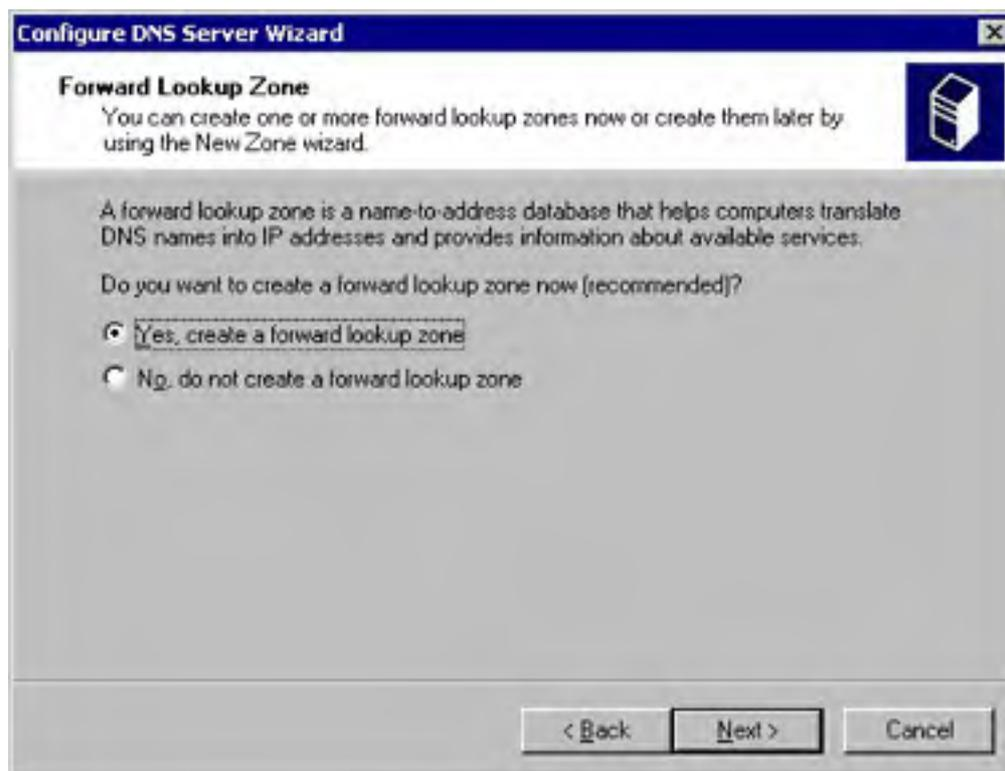 Configure DNS Server Wizard
Forward Lookup Zone
You can create one or more forward lookup zones now or create them later by
using the New Zone wizard.
A forward lookup zone is a name-to-address database that helps computers translate
DNS names into IP addresses and provides information about available services.
Do you want to create a forward lookup zone now (recommended)?
Yes, create a forward lookup zone
No, do not create a forward lookup zone
< Back
Next >
Cancel